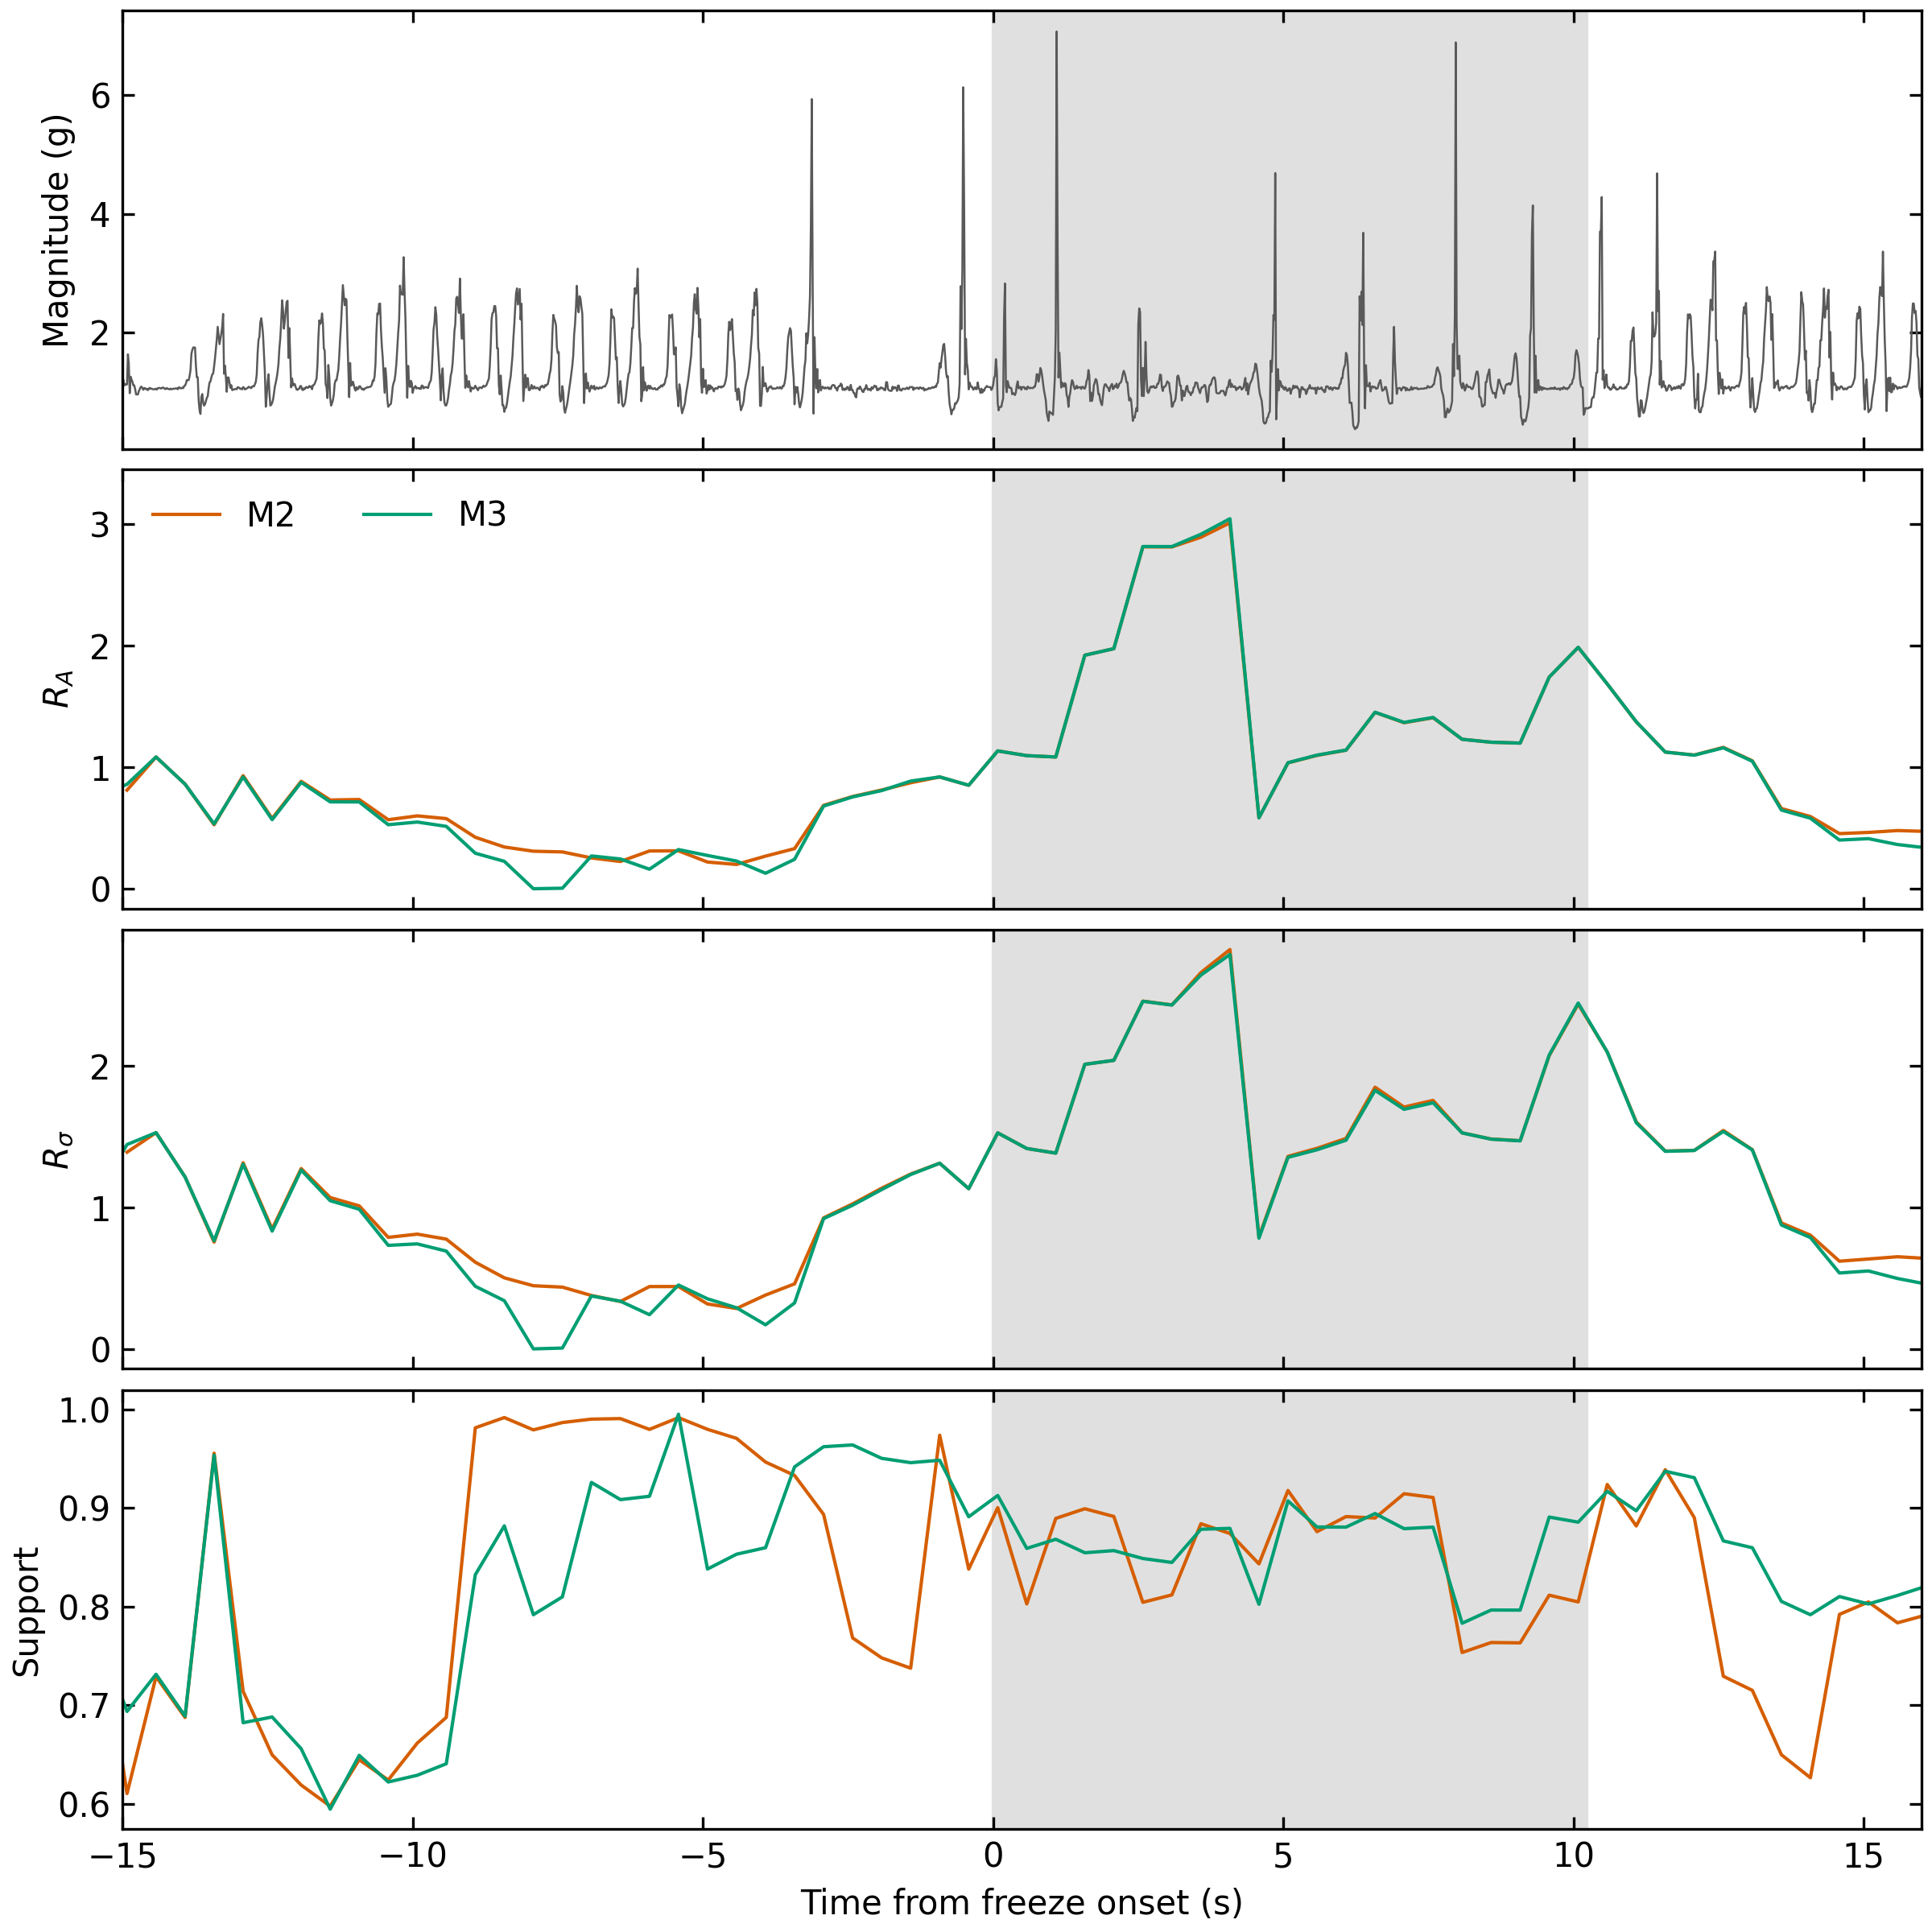 Magnitude (g)
6
4
2
M2 M3
R_A
3
2
1
0
R_σ
2
1
0
Support
1.0
0.9
0.8
0.7
0.6
−15 −10 −5 0 5 10 15
Time from freeze onset (s)